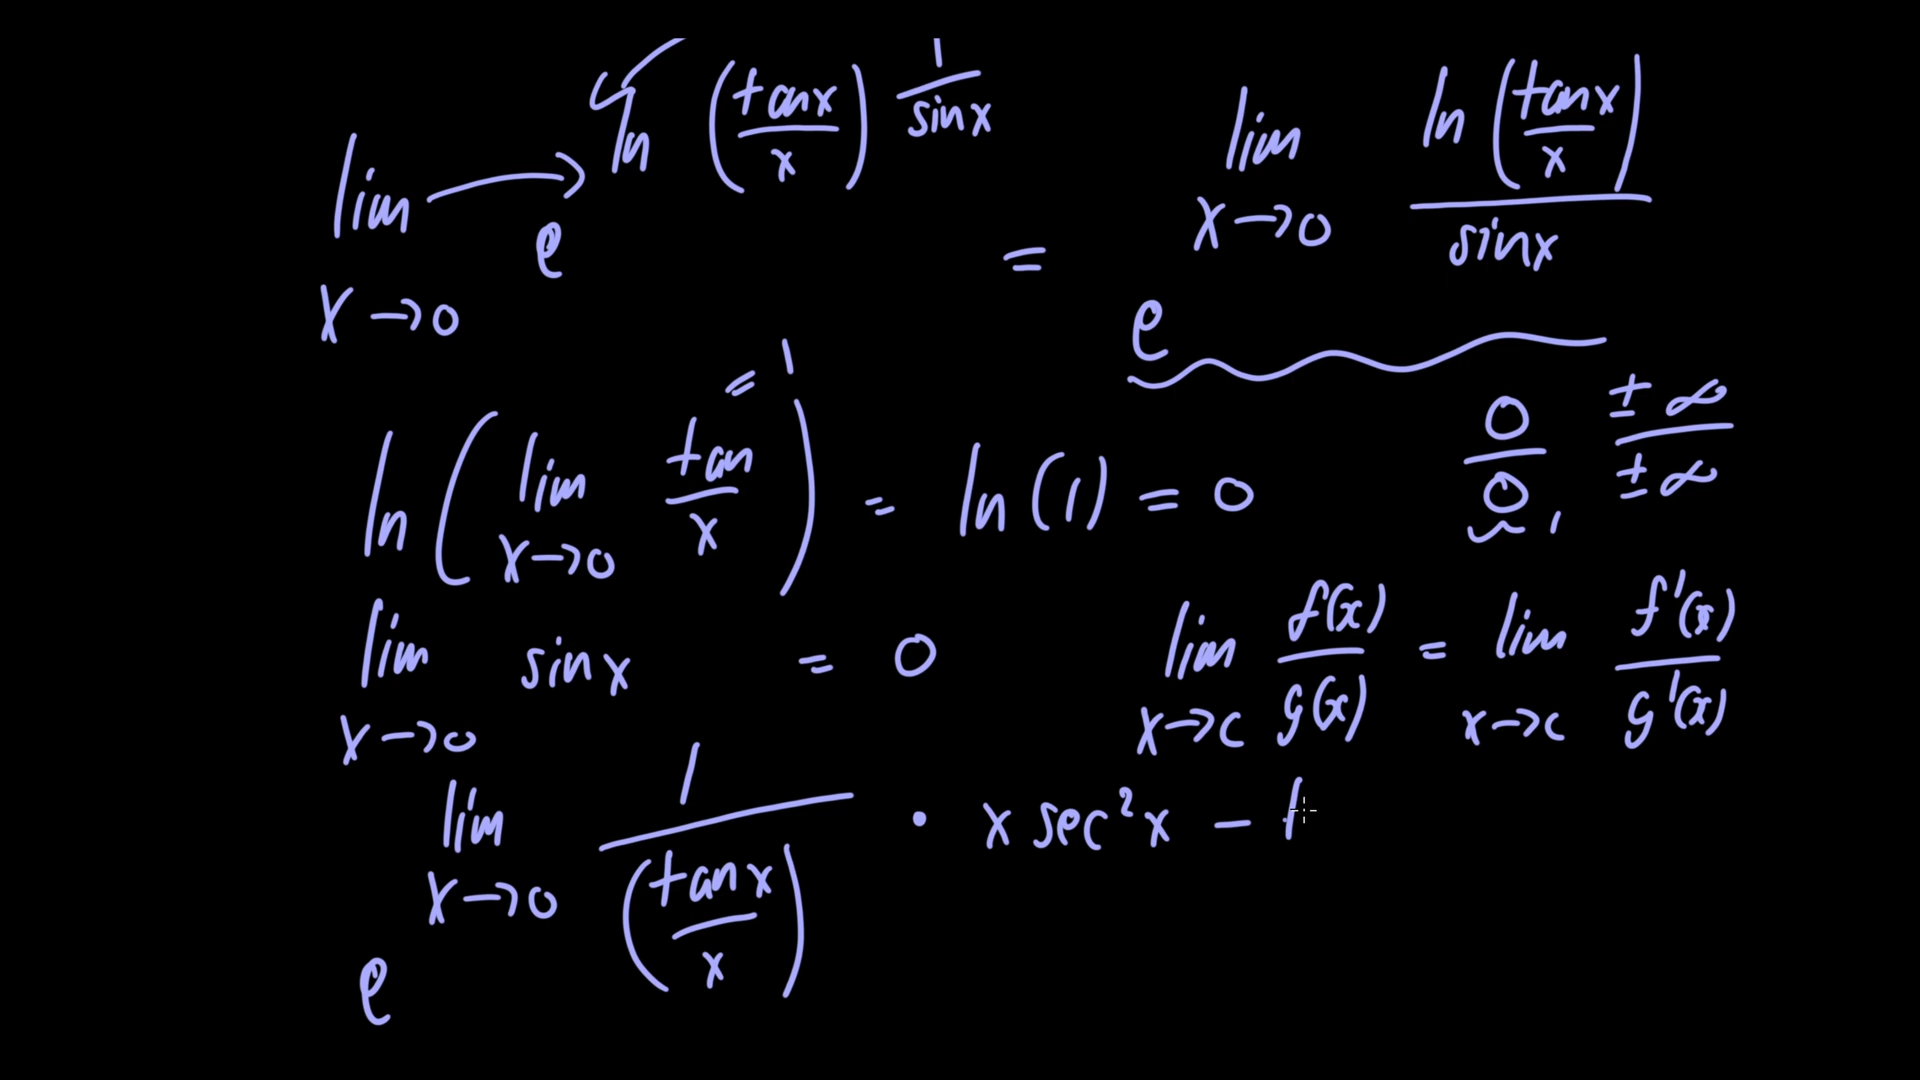 lim x→0 e^(ln (tanx/x)^(1/sinx)) = e^(lim x→0 ln(tanx/x)/sinx)
0/0 , ±∞/±∞
ln( lim x→0 tan/x ) = ln(1) = 0
= 1
lim x→0 sinx = 0
lim x→c f(x)/g(x) = lim x→c f'(x)/g'(x)
e^(lim x→0 1/(tanx/x) · x sec²x −